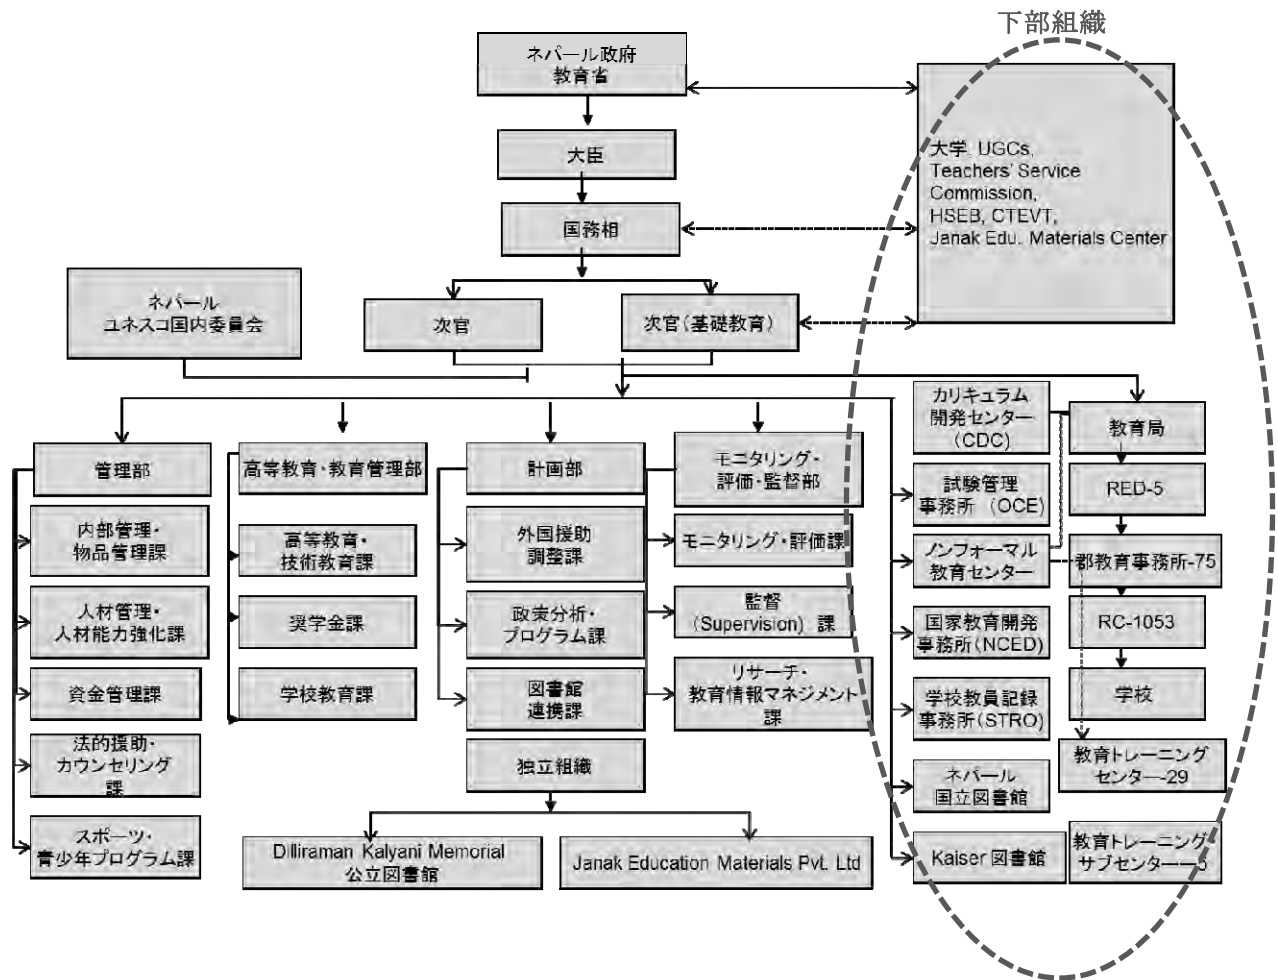 下部組織
ネパール政府
教育省
大臣
国務相
大学, UGCs,
Teachers' Service
Commission,
HSEB, CTEVT,
Janak Edu. Materials Center
ネパール
ユネスコ国内委員会
次官
次官(基礎教育)
管理部
内部管理・
物品管理課
人材管理・
人材能力強化課
資金管理課
法的援助・
カウンセリング
課
スポーツ・
青少年プログラム課
高等教育・教育管理部
高等教育・
技術教育課
奨学金課
学校教育課
計画部
外国援助
調整課
政策分析・
プログラム課
図書館
連携課
独立組織
Dilliraman Kalyani Memorial
公立図書館
Janak Education Materials Pvt. Ltd
モニタリング・
評価・監督部
モニタリング・評価課
監督
(Supervision) 課
リサーチ・
教育情報マネジメント
課
カリキュラム
開発センター
(CDC)
試験管理
事務所 (OCE)
ノンフォーマル
教育センター
国家教育開発
事務所(NCED)
学校教員記録
事務所(STRO)
ネパール
国立図書館
Kaiser 図書館
教育局
RED-5
郡教育事務所-75
RC-1053
学校
教育トレーニング
センター-29
教育トレーニング
サブセンター―5